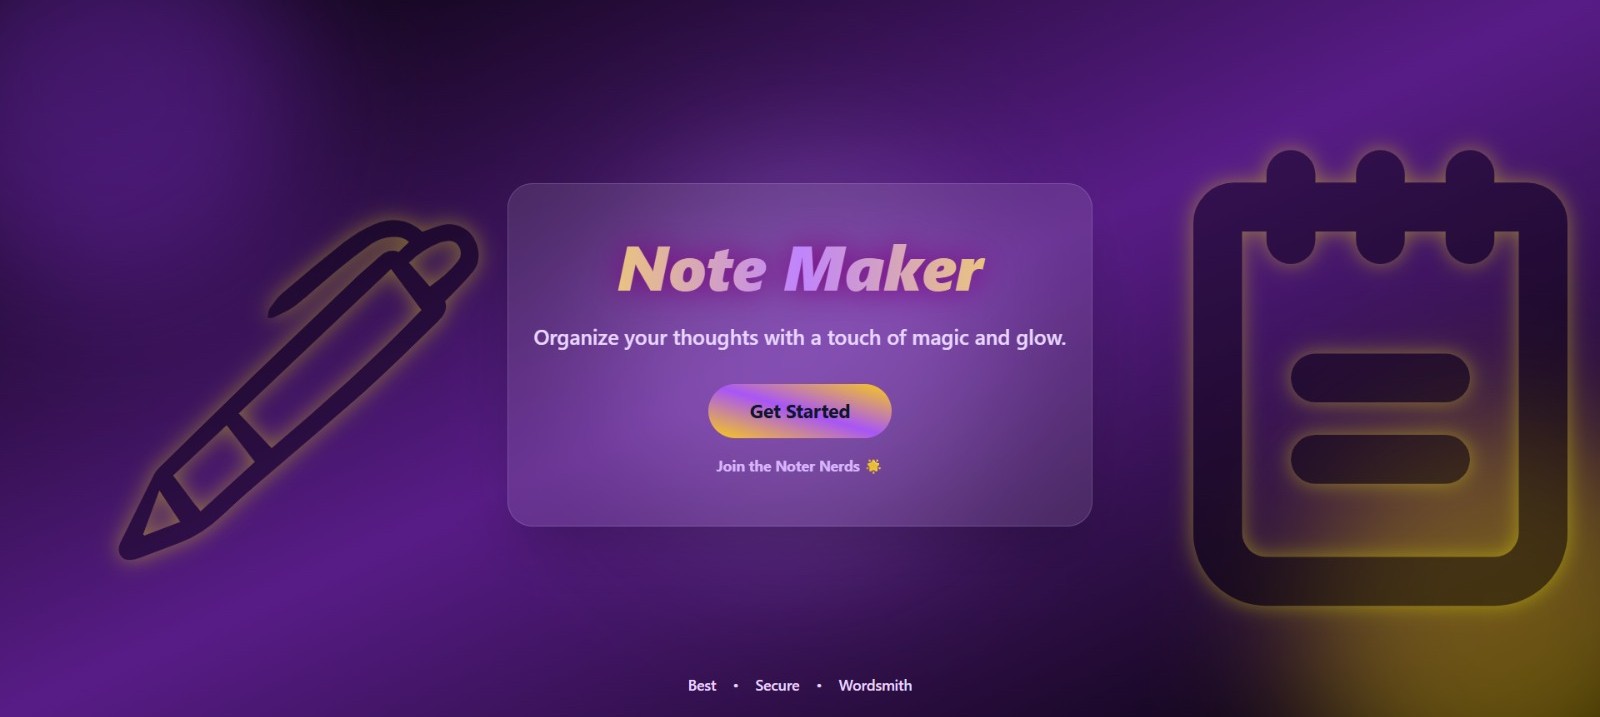 Note Maker
Organize your thoughts with a touch of magic and glow.
Get Started
Join the Noter Nerds 🌟
Best • Secure • Wordsmith